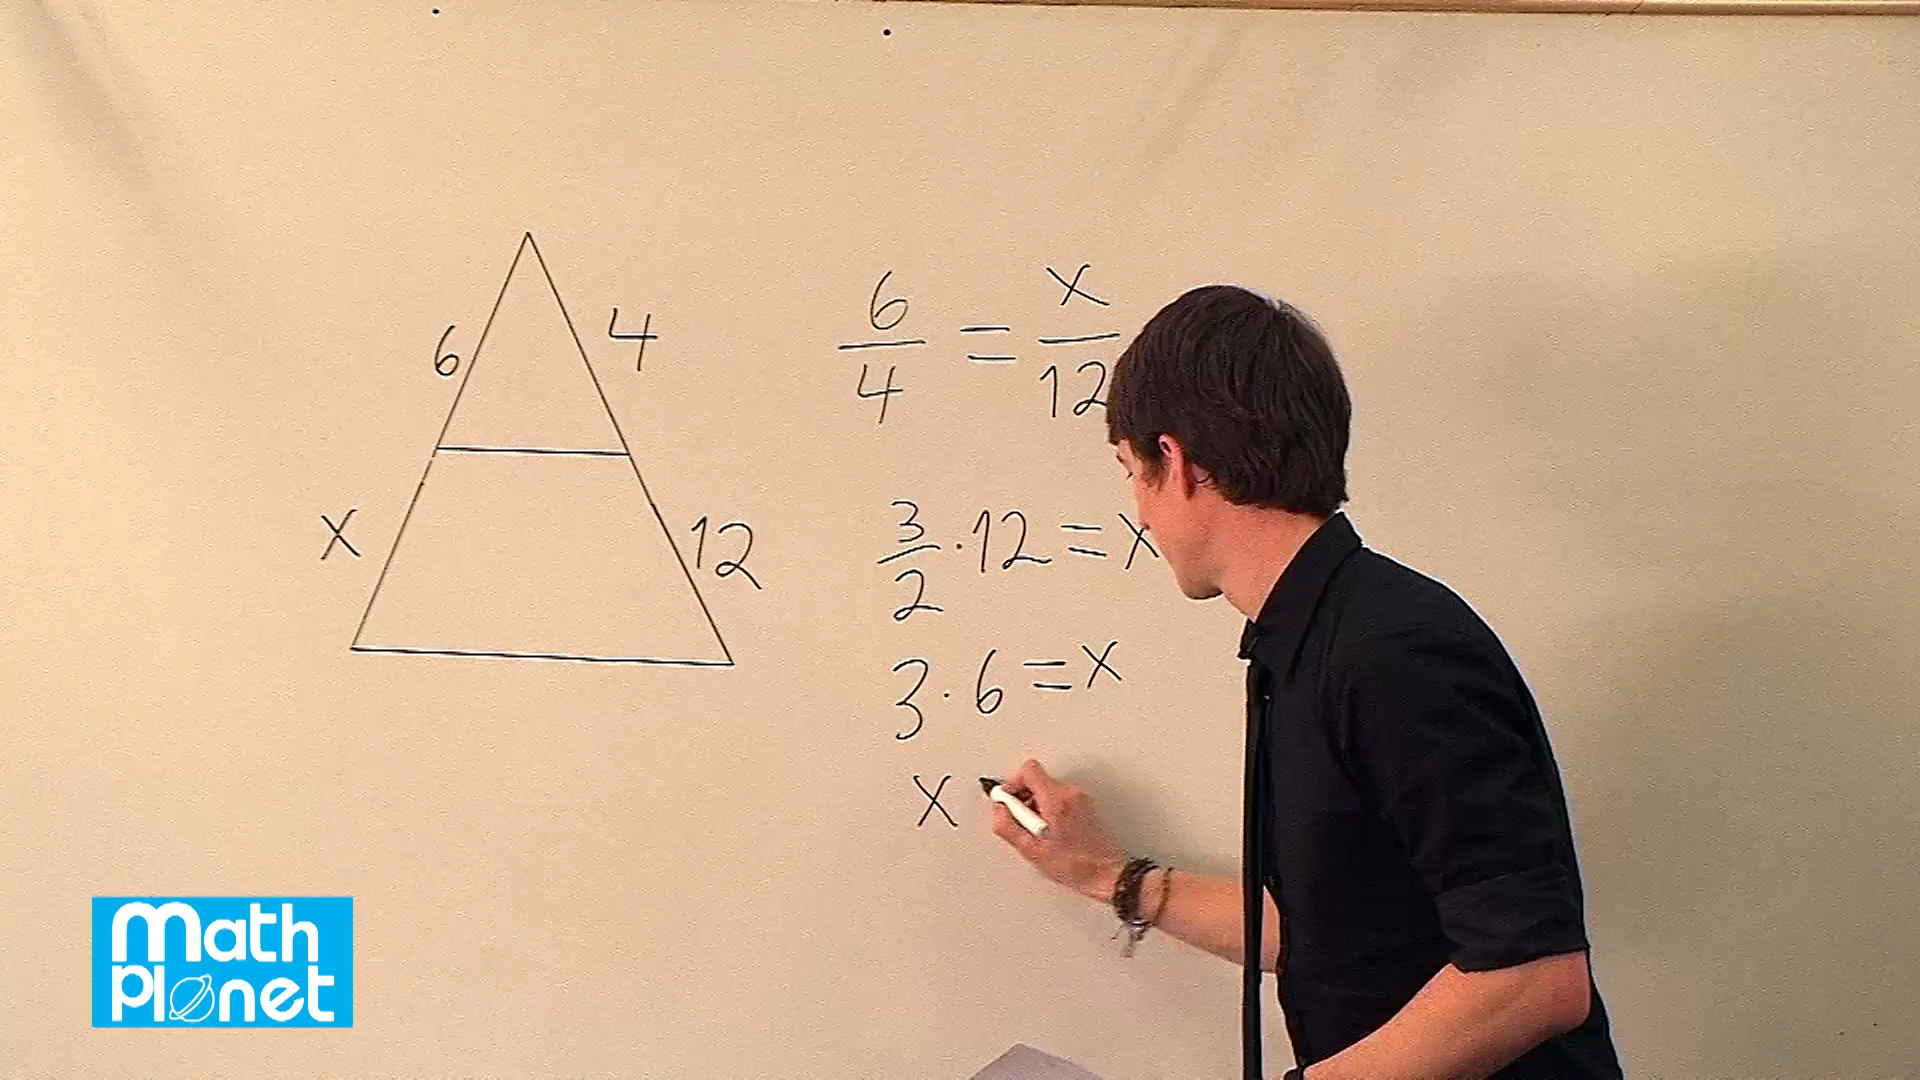 6
4
x
12
6/4 = x/12
3/2 · 12 = x
3 · 6 = x
x
math
planet